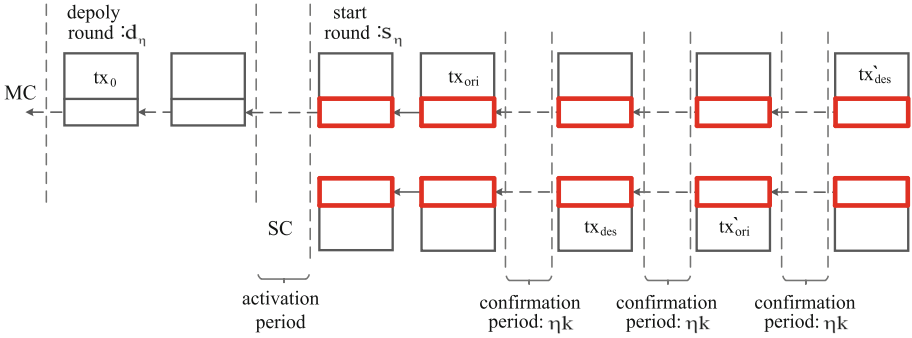 depoly
round :dη
start
round :sη
MC
tx0
txori
tx`des
SC
txdes
tx`ori
activation
period
confirmation
period: ηk
confirmation
period: ηk
confirmation
period: ηk